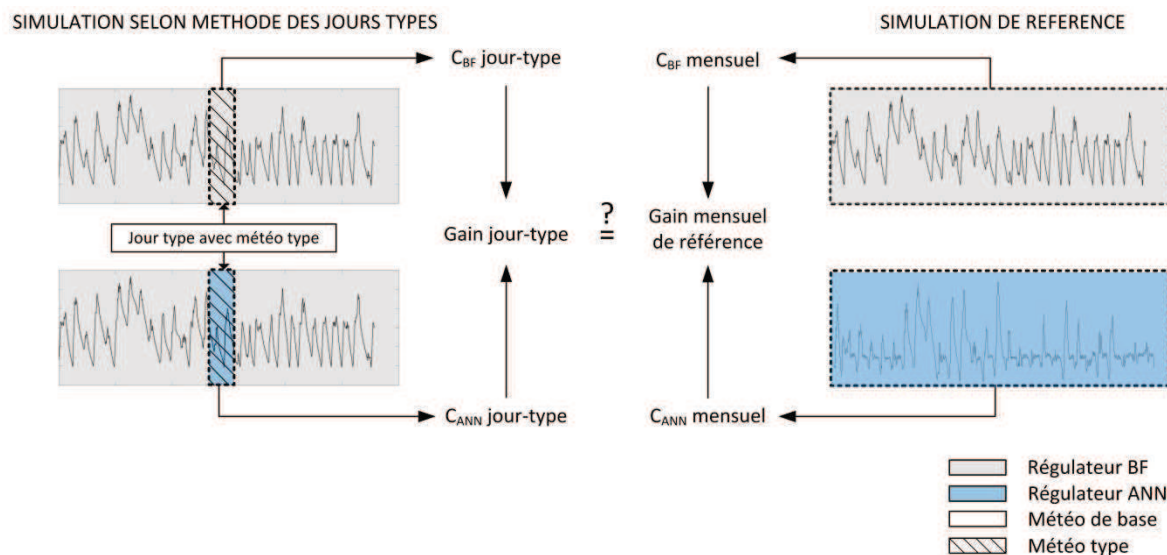 SIMULATION SELON METHODE DES JOURS TYPES
SIMULATION DE REFERENCE
CBF jour-type
CBF mensuel
Jour type avec météo type
Gain jour-type
?
=
Gain mensuel
de référence
CANN jour-type
CANN mensuel
Régulateur BF
Régulateur ANN
Météo de base
Météo type